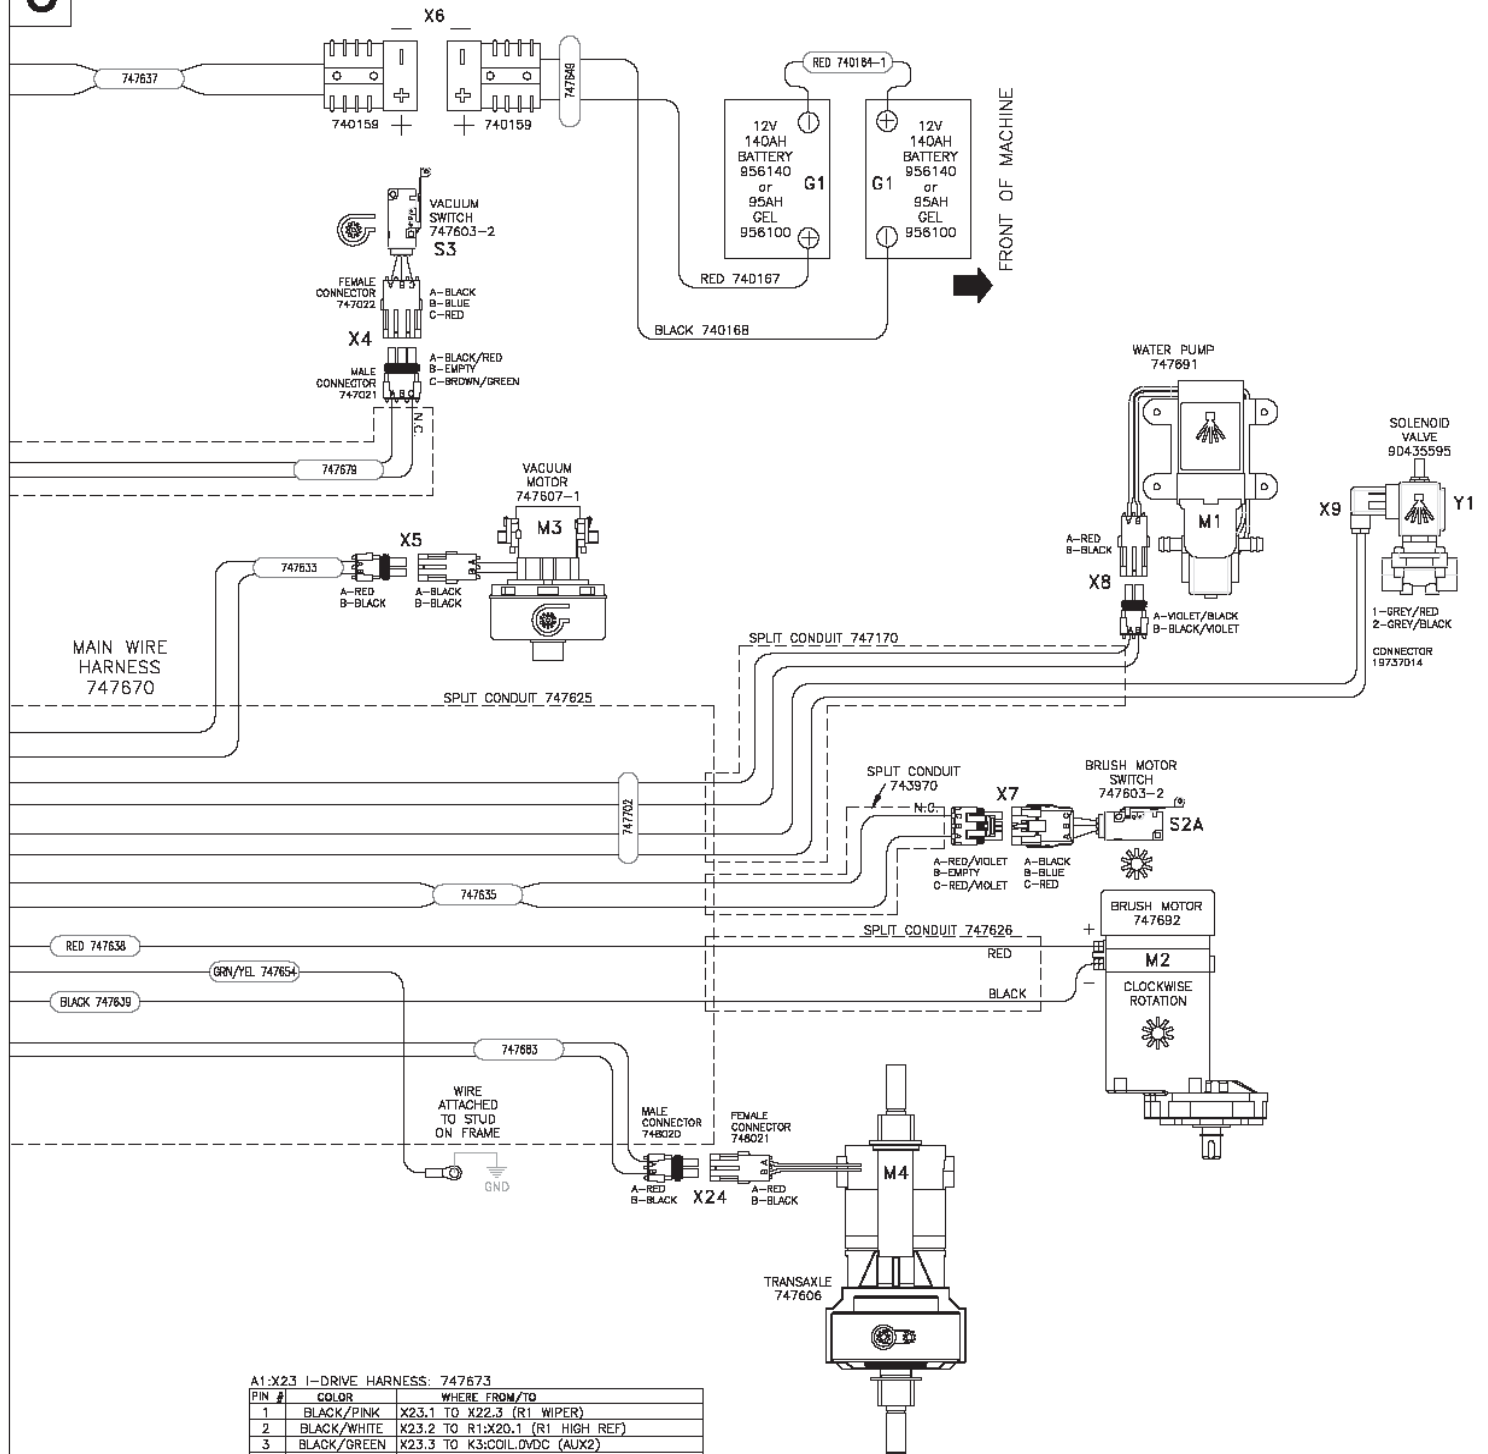 X6
747637
740159
740159
747649
RED 740164-1
12V
140AH
BATTERY
956140
or
95AH
GEL
956100
G1
G1
12V
140AH
BATTERY
956140
or
95AH
GEL
956100
FRONT OF MACHINE
RED 740167
BLACK 740168
VACUUM
SWITCH
747603-2
S3
FEMALE
CONNECTOR
747022
A-BLACK
B-BLUE
C-RED
X4
MALE
CONNECTOR
747021
A-BLACK/RED
B-EMPTY
C-BROWN/GREEN
A B C
N.C.
747679
VACUUM
MOTOR
747607-1
M3
X5
747633
A-RED
B-BLACK
A-BLACK
B-BLACK
WATER PUMP
747691
M1
A-RED
B-BLACK
X8
A-VIOLET/BLACK
B-BLACK/VIOLET
SOLENOID
VALVE
9D435595
X9
Y1
1-GREY/RED
2-GREY/BLACK
CONNECTOR
19737014
MAIN WIRE
HARNESS
747670
SPLIT CONDUIT 747170
SPLIT CONDUIT 747625
747702
SPLIT CONDUIT
743970
N.C.
X7
BRUSH MOTOR
SWITCH
747603-2
S2A
A-RED/VIOLET
B-EMPTY
C-RED/VIOLET
A-BLACK
B-BLUE
C-RED
747635
BRUSH MOTOR
747692
SPLIT CONDUIT 747626
RED 747638
RED
+
M2
GRN/YEL 747654
BLACK 747639
BLACK
CLOCKWISE
ROTATION
747683
WIRE
ATTACHED
TO STUD
ON FRAME
GND
MALE
CONNECTOR
748020
FEMALE
CONNECTOR
748021
A-RED
B-BLACK
X24
A-RED
B-BLACK
M4
TRANSAXLE
747606
A1:X23 I-DRIVE HARNESS: 747673
PIN # COLOR WHERE FROM/TO
1 BLACK/PINK X23.1 TO X22.3 (R1 WIPER)
2 BLACK/WHITE X23.2 TO R1:X20.1 (R1 HIGH REF)
3 BLACK/GREEN X23.3 TO K3:COIL.0VDC (AUX2)